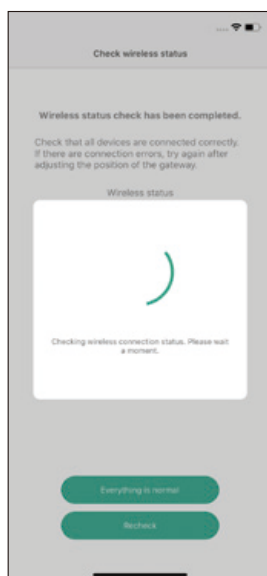 Check wireless status
Wireless status check has been completed.
Check that all devices are connected correctly.
If there are connection errors, try again after
adjusting the position of the gateway.
Wireless status
Checking wireless connection status. Please wait
a moment.
Everything is normal
Recheck